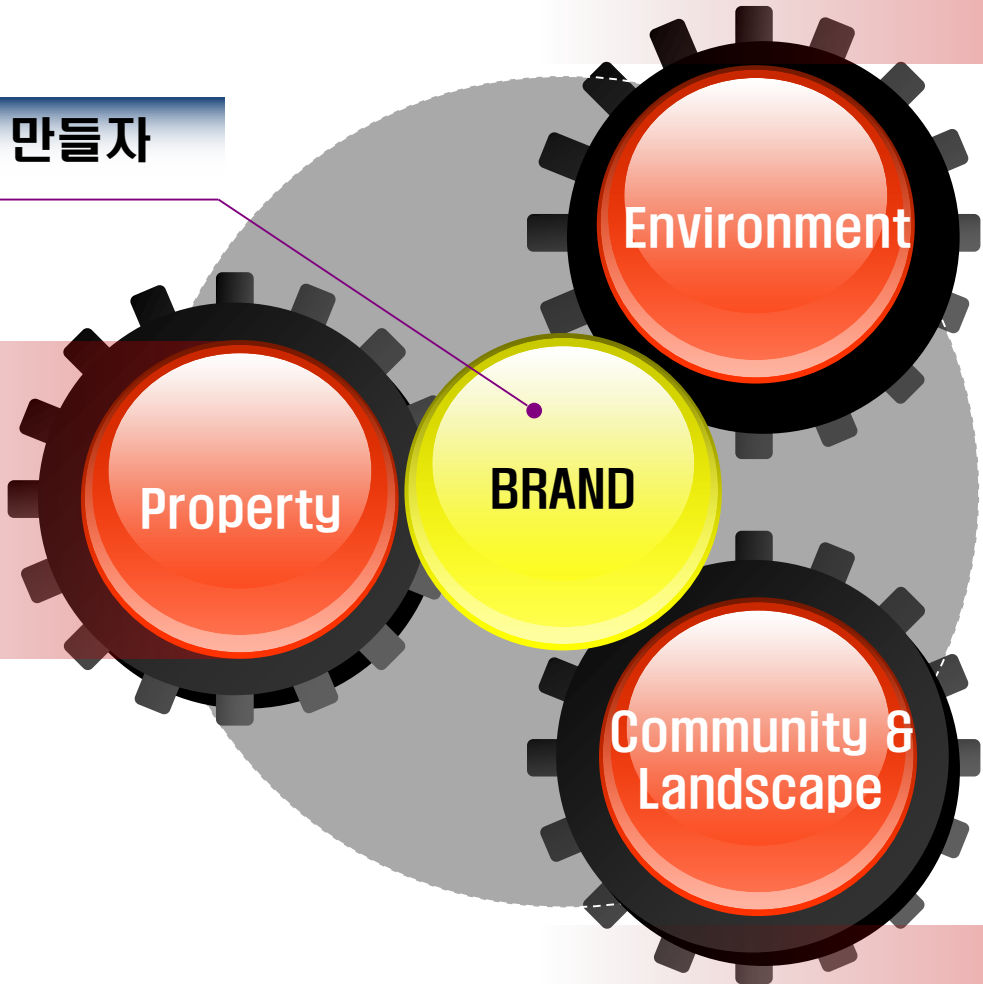 만들자
Environment
Property
BRAND
Community &
Landscape